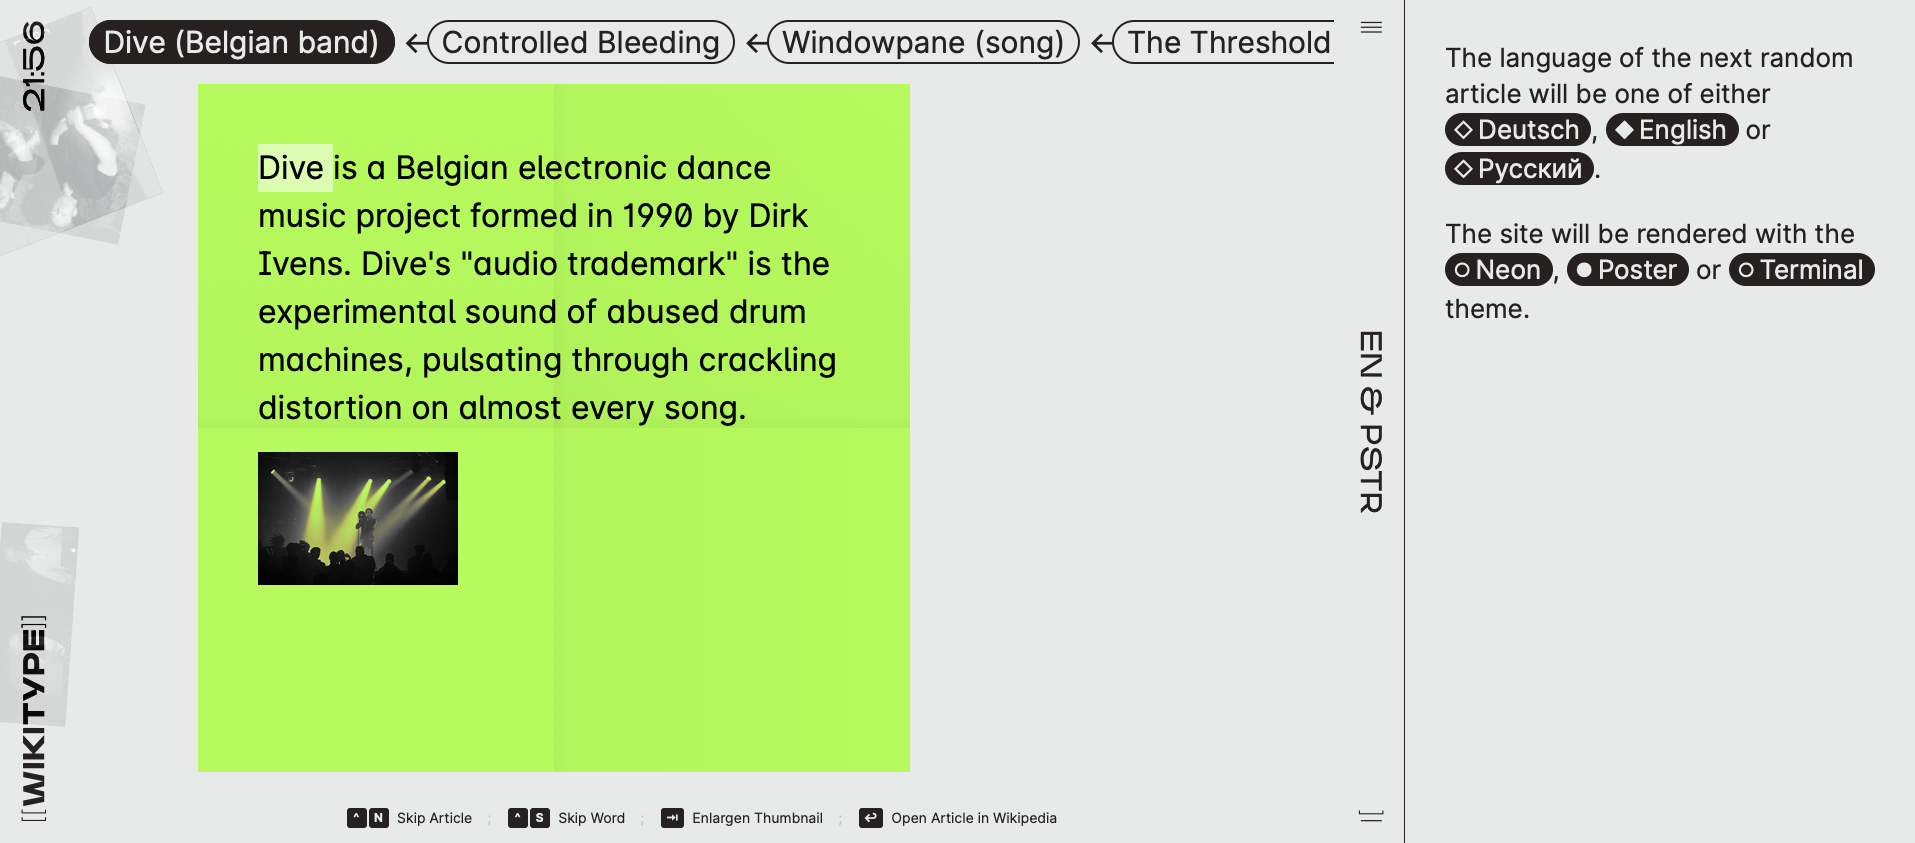 21:56
Dive (Belgian band) ← Controlled Bleeding ← Windowpane (song) ← The Threshold
Dive is a Belgian electronic dance
music project formed in 1990 by Dirk
Ivens. Dive's "audio trademark" is the
experimental sound of abused drum
machines, pulsating through crackling
distortion on almost every song.
[[WIKITYPE]]
^ N Skip Article ; ^ S Skip Word ; ⇥ Enlargen Thumbnail ; ↩ Open Article in Wikipedia
EN & PSTR
The language of the next random
article will be one of either
◇ Deutsch, ◆ English or
◇ Русский.
The site will be rendered with the
○ Neon, ● Poster or ○ Terminal
theme.